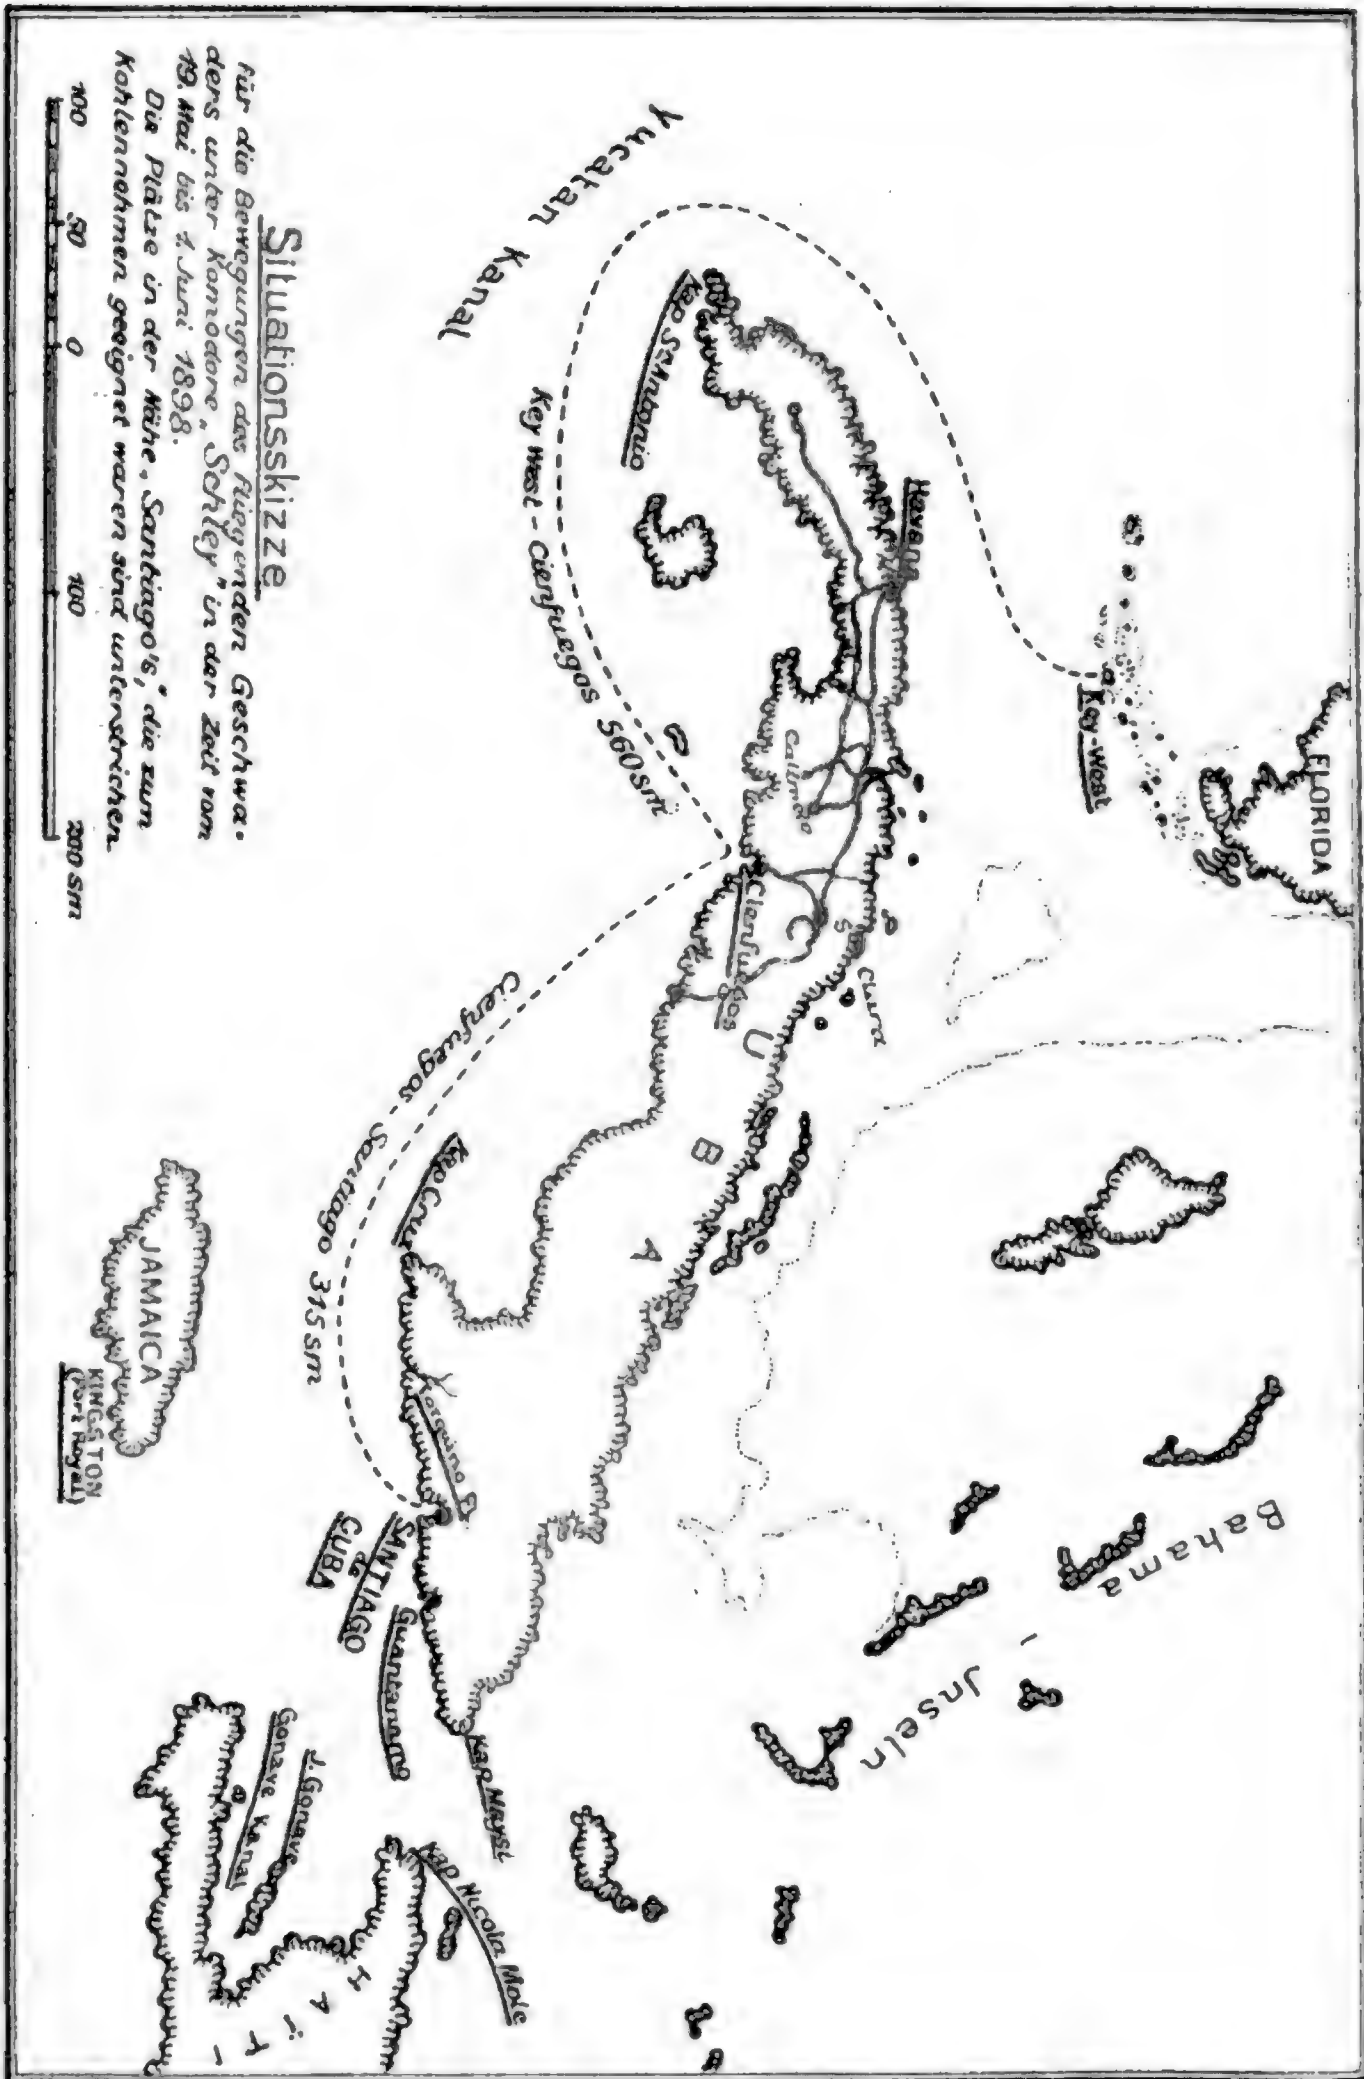 FLORIDA
Key-West
Havana
Yucatan Kanal
Kap S. Antonio
Key West - Cienfuegos 560 sm
Cienfuegos
CUBA
Bahama - Jnseln
Cienfuegos - Santiago 315 sm
Kap Cruz
SANTIAGO
de
CUBA
Guantanamo
Kap Maysi
Kap Nicola Mole
J. Gonave
Gonave Kanal
HAÏTI
JAMAICA
KINGSTON
(Port Royal)
Situationsskizze
für die Bewegungen des fliegenden Geschwa-
ders unter Komodore „Schley" in der Zeit vom
19. Mai bis 1. Juni 1898.
Die Plätze in der Nähe „Santiago's," die zum
Kohlennehmen geeignet waren sind unterstrichen
100 50 0 100 200 sm